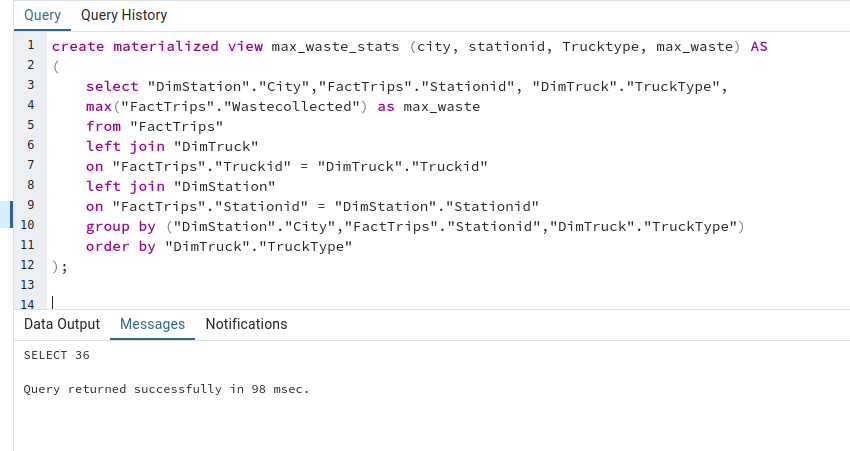 Query Query History
1 create materialized view max_waste_stats (city, stationid, Trucktype, max_waste) AS
2 (
3     select "DimStation"."City","FactTrips"."Stationid", "DimTruck"."TruckType",
4     max("FactTrips"."Wastecollected") as max_waste
5     from "FactTrips"
6     left join "DimTruck"
7     on "FactTrips"."Truckid" = "DimTruck"."Truckid"
8     left join "DimStation"
9     on "FactTrips"."Stationid" = "DimStation"."Stationid"
10     group by ("DimStation"."City","FactTrips"."Stationid","DimTruck"."TruckType")
11     order by "DimTruck"."TruckType"
12 );
13
14
Data Output Messages Notifications
SELECT 36
Query returned successfully in 98 msec.